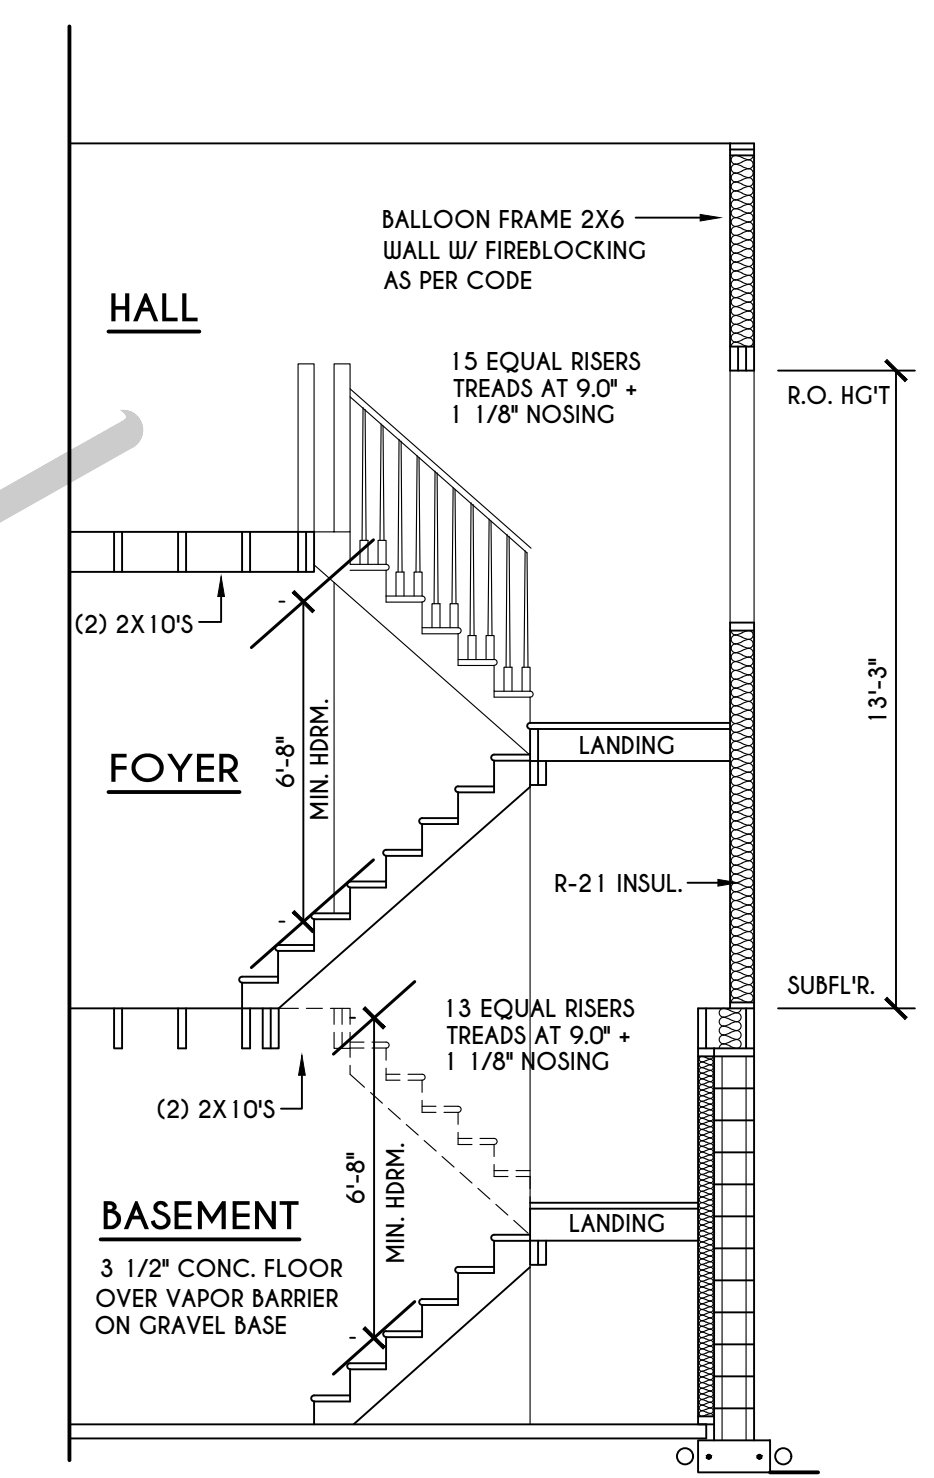 BALLOON FRAME 2X6
WALL W/ FIREBLOCKING
AS PER CODE
HALL
15 EQUAL RISERS
TREADS AT 9.0" +
1 1/8" NOSING
R.O. HG'T
(2) 2X10'S
13'-3"
6'-8"
MIN. HDRM.
LANDING
FOYER
R-21 INSUL.
SUBFL'R.
13 EQUAL RISERS
TREADS AT 9.0" +
1 1/8" NOSING
(2) 2X10'S
6'-8"
MIN. HDRM.
BASEMENT
LANDING
3 1/2" CONC. FLOOR
OVER VAPOR BARRIER
ON GRAVEL BASE